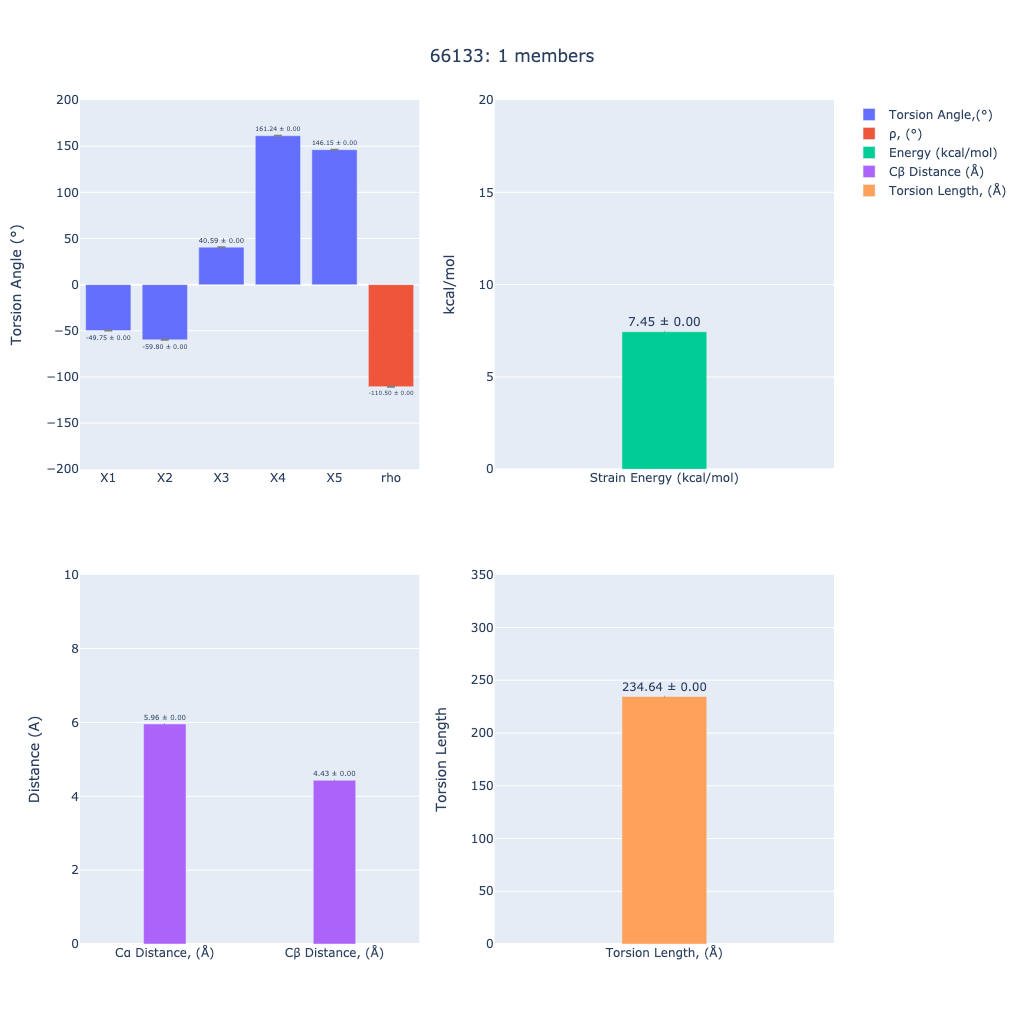 66133: 1 members
Torsion Angle (°)
200
150
100
50
0
−50
−100
−150
−200
-49.75 ± 0.00
-59.80 ± 0.00
40.59 ± 0.00
161.24 ± 0.00
146.15 ± 0.00
-110.50 ± 0.00
X1
X2
X3
X4
X5
rho
kcal/mol
20
15
10
5
0
7.45 ± 0.00
Strain Energy (kcal/mol)
Torsion Angle,(°)
ρ, (°)
Energy (kcal/mol)
Cβ Distance (Å)
Torsion Length, (Å)
Distance (A)
10
8
6
4
2
0
5.96 ± 0.00
4.43 ± 0.00
Cα Distance, (Å)
Cβ Distance, (Å)
Torsion Length
350
300
250
200
150
100
50
0
234.64 ± 0.00
Torsion Length, (Å)